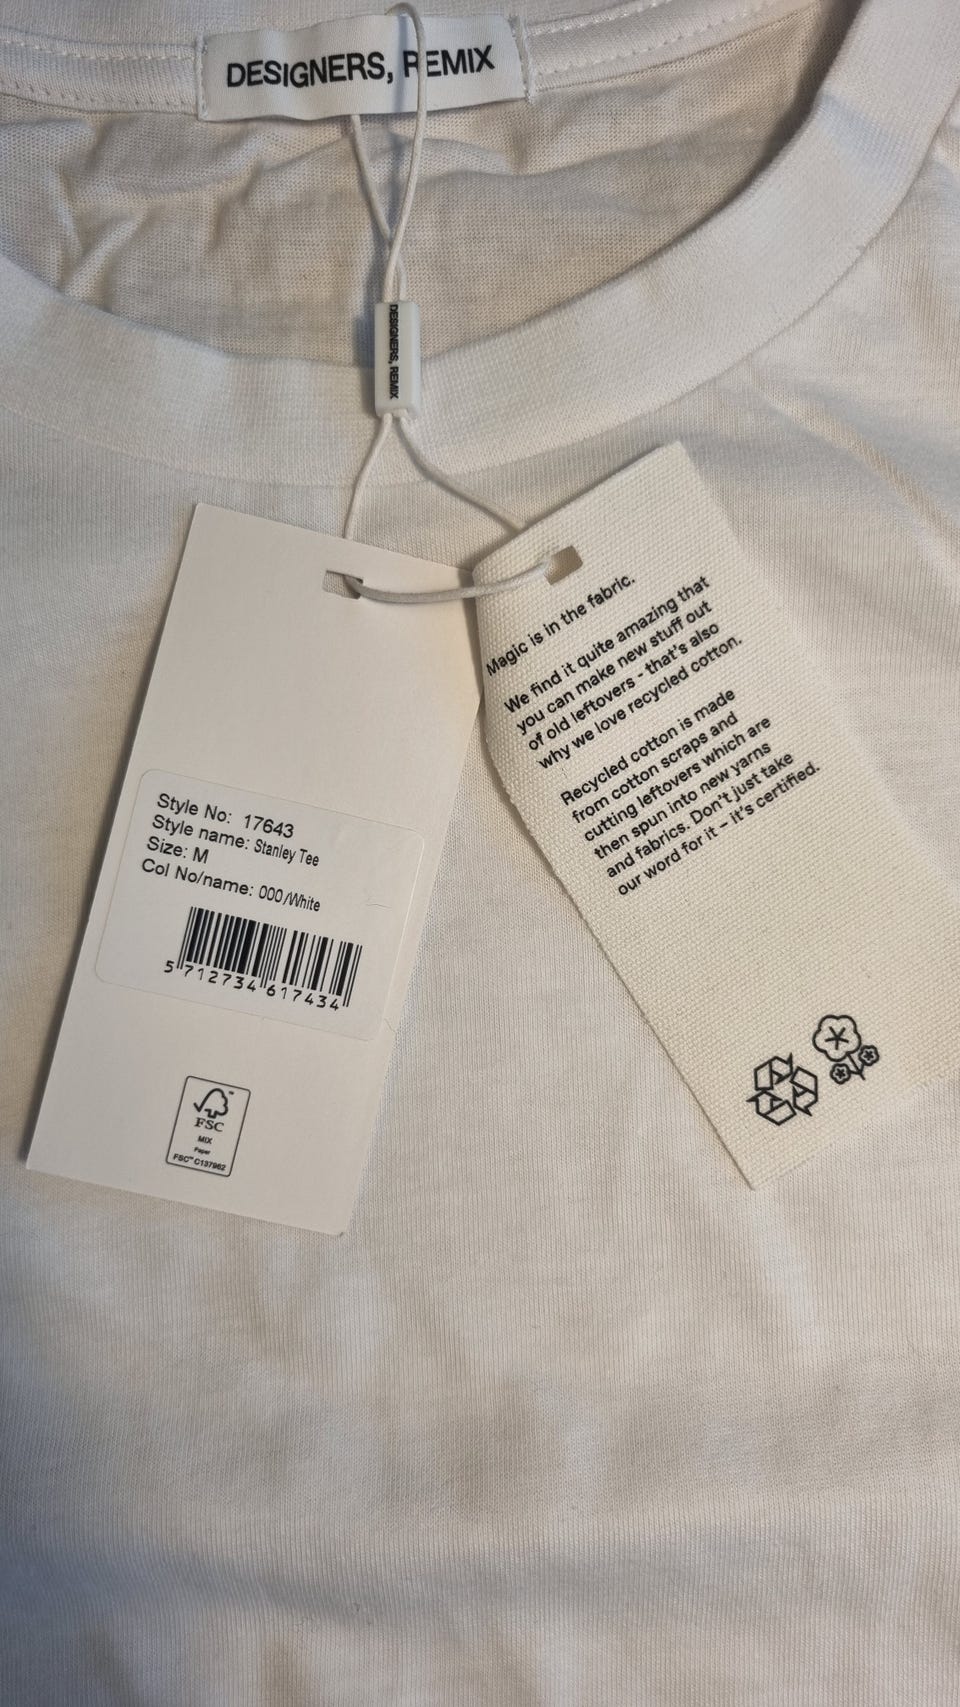 DESIGNERS, REMIX
DESIGNERS, REMIX
Style No: 17643
Style name: Stanley Tee
Size: M
Col No/name: 000/White
5 712734 617434
FSC
MIX
Paper
FSC™ C137962
Magic is in the fabric.
We find it quite amazing that
you can make new stuff out
of old leftovers - that's also
why we love recycled cotton.
Recycled cotton is made
from cotton scraps and
cutting leftovers which are
then spun into new yarns
and fabrics. Don't just take
our word for it – it's certified.